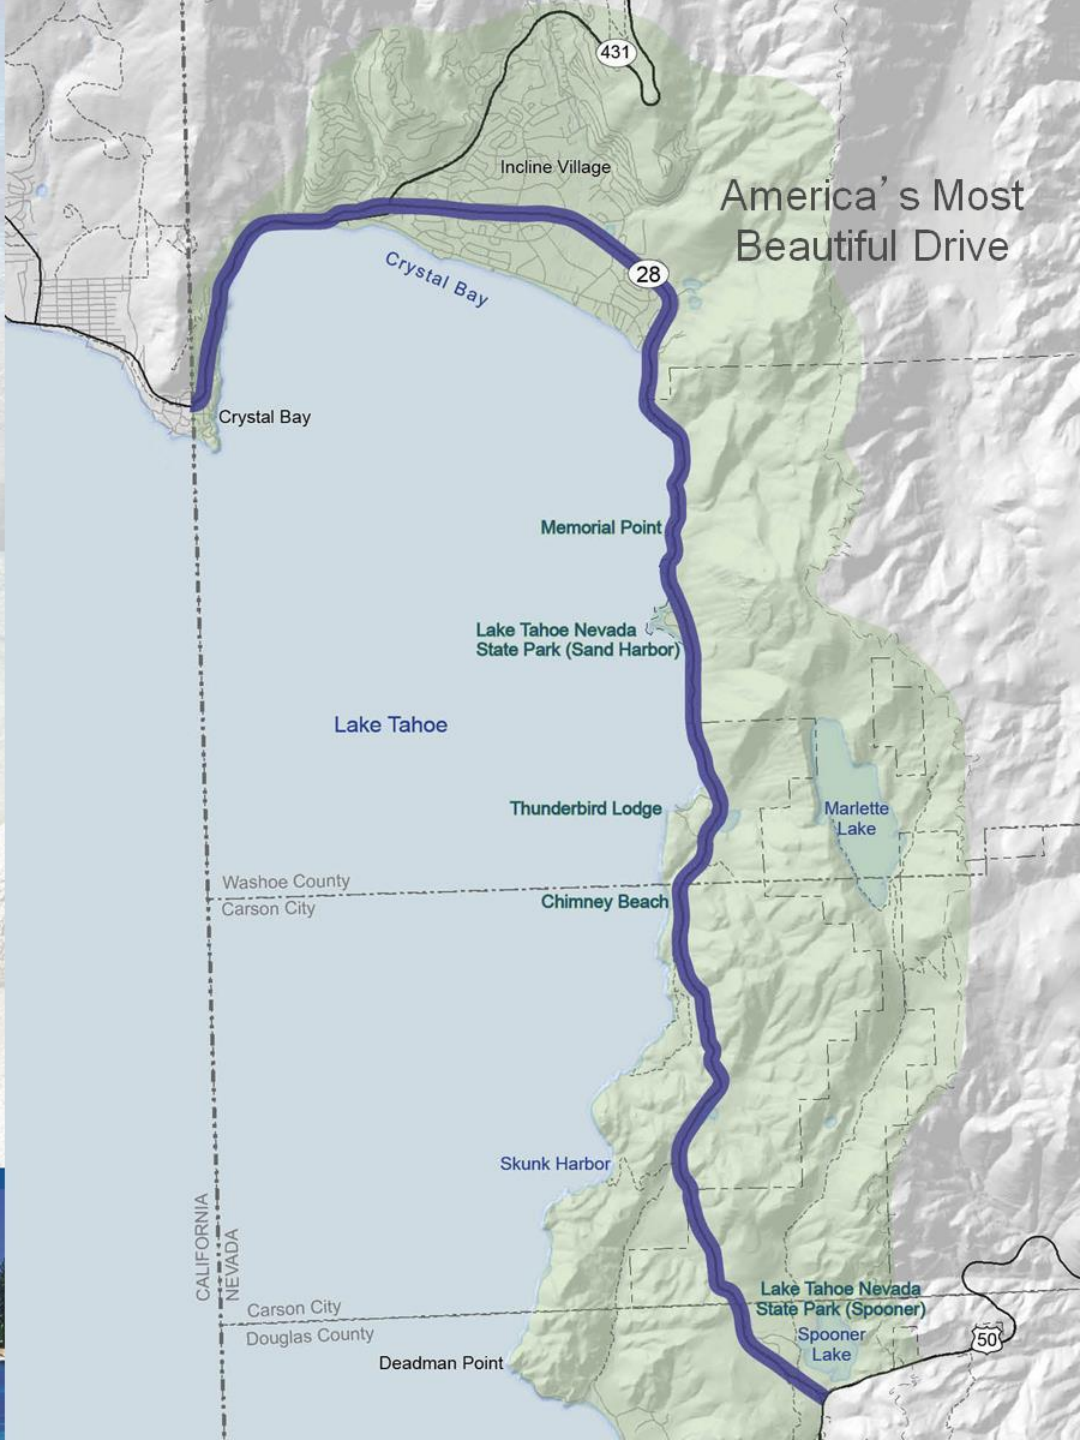 431
Incline Village
America's Most
Beautiful Drive
Crystal Bay
28
Crystal Bay
Memorial Point
Lake Tahoe Nevada
State Park (Sand Harbor)
Lake Tahoe
Thunderbird Lodge
Marlette
Lake
Washoe County
Carson City
Chimney Beach
Skunk Harbor
CALIFORNIA
NEVADA
Lake Tahoe Nevada
State Park (Spooner)
Carson City
Douglas County
Spooner
Lake
50
Deadman Point